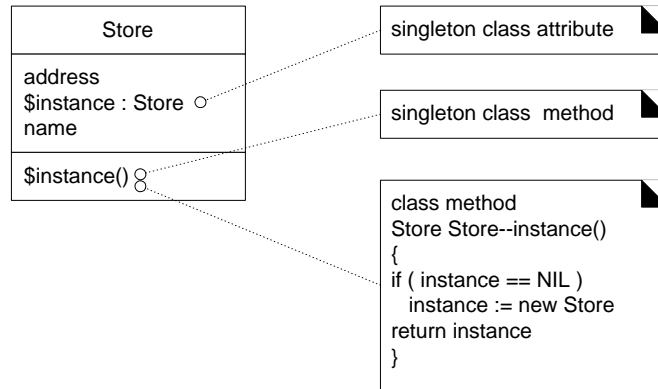 Store
address
$instance : Store
name
$instance()
singleton class attribute
singleton class  method
class method
Store Store--instance()
{
if ( instance == NIL )
   instance := new Store
return instance
}